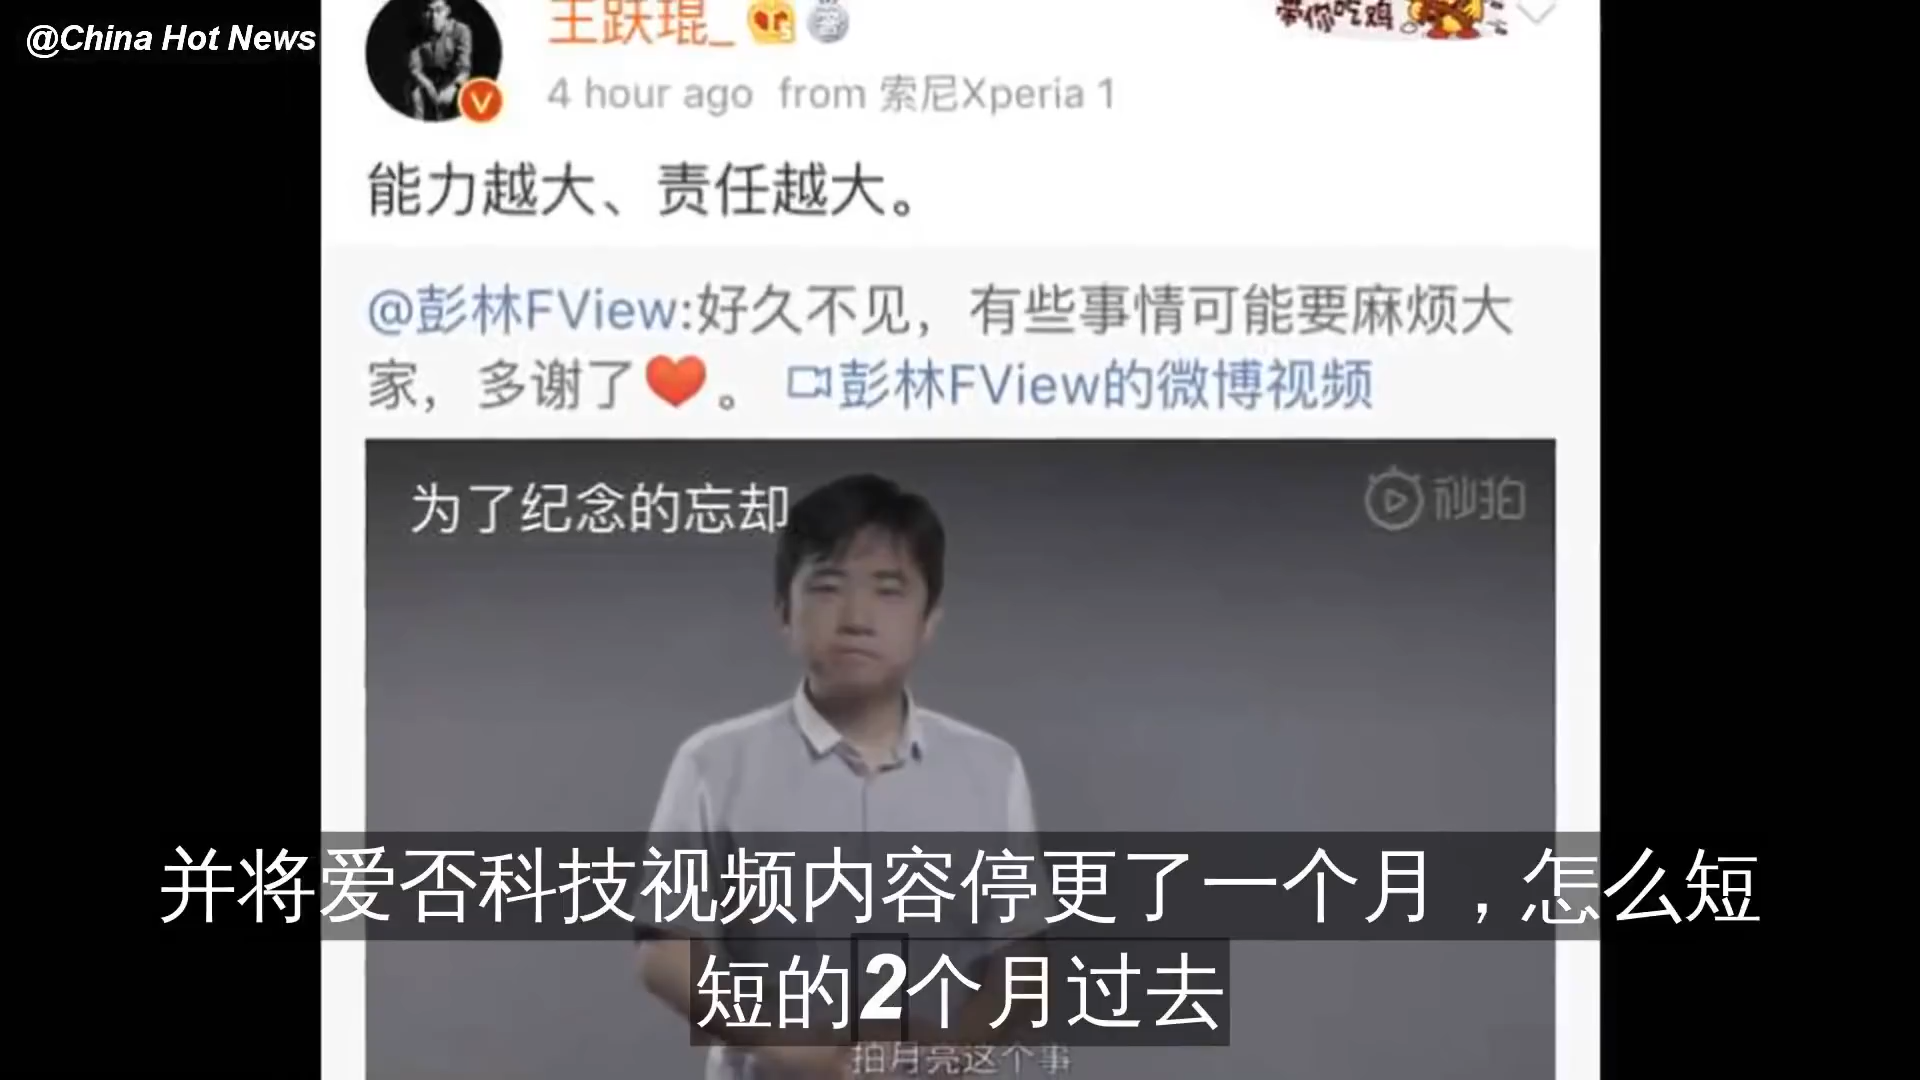 @China Hot News
王跃琨_
带你吃鸡
4 hour ago from 索尼Xperia 1
能力越大、责任越大。
@彭林FView:好久不见，有些事情可能要麻烦大
家，多谢了❤。彭林FView的微博视频
为了纪念的忘却
秒拍
并将爱否科技视频内容停更了一个月，怎么短
短的2个月过去
拍月亮这个事